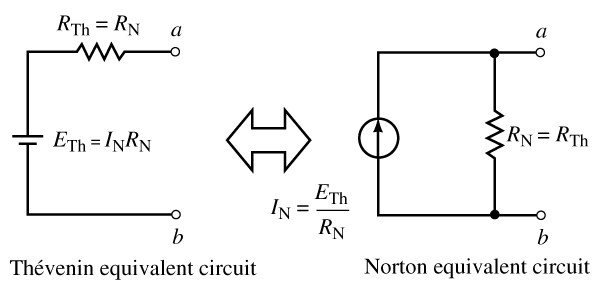 R_Th = R_N
a
E_Th = I_N R_N
b
Thévenin equivalent circuit
I_N = E_Th / R_N
a
R_N = R_Th
b
Norton equivalent circuit